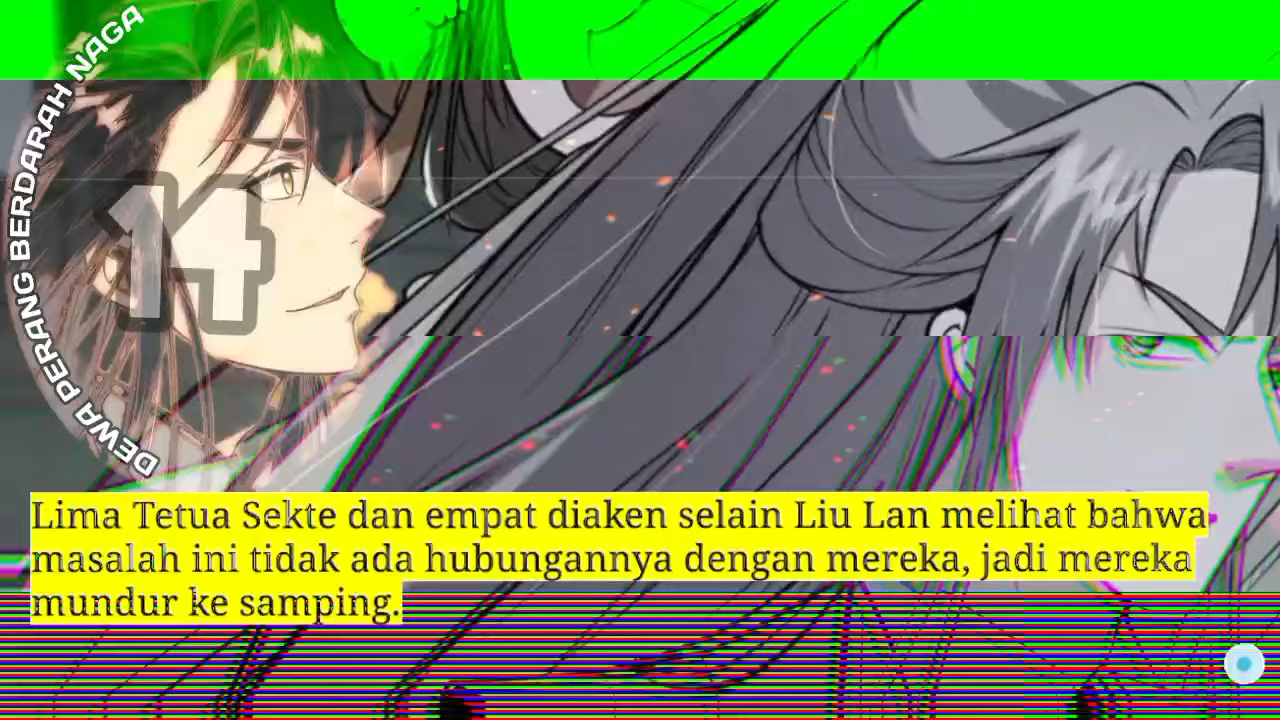 DEWA PERANG BERDARAH NAGA
14
Lima Tetua Sekte dan empat diaken selain Liu Lan melihat bahwa
masalah ini tidak ada hubungannya dengan mereka, jadi mereka
mundur ke samping.